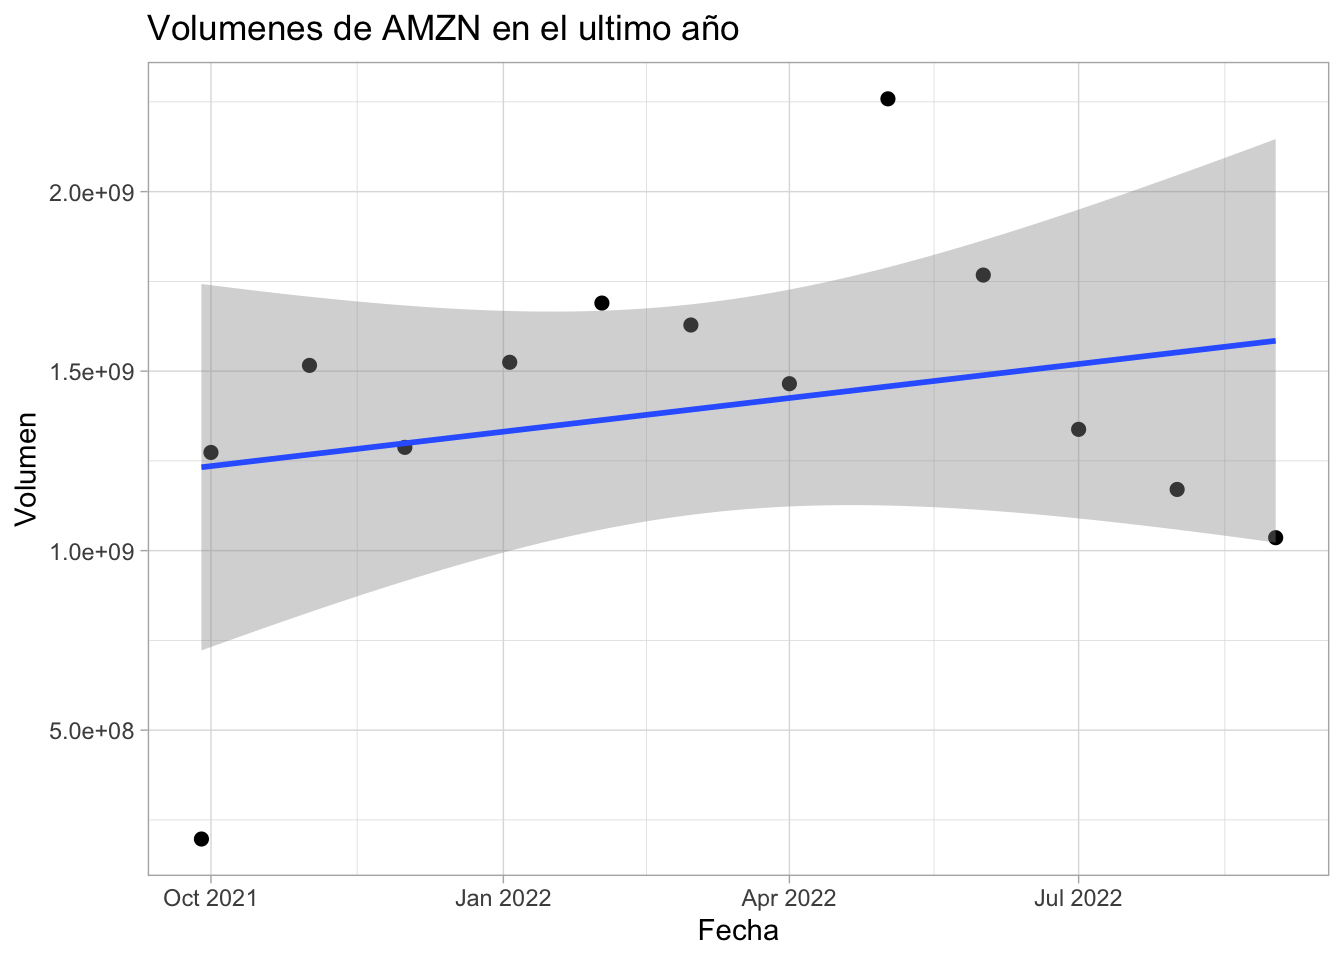 Volumenes de AMZN en el ultimo año
Volumen
2.0e+09
1.5e+09
1.0e+09
5.0e+08
Oct 2021
Jan 2022
Apr 2022
Jul 2022
Fecha